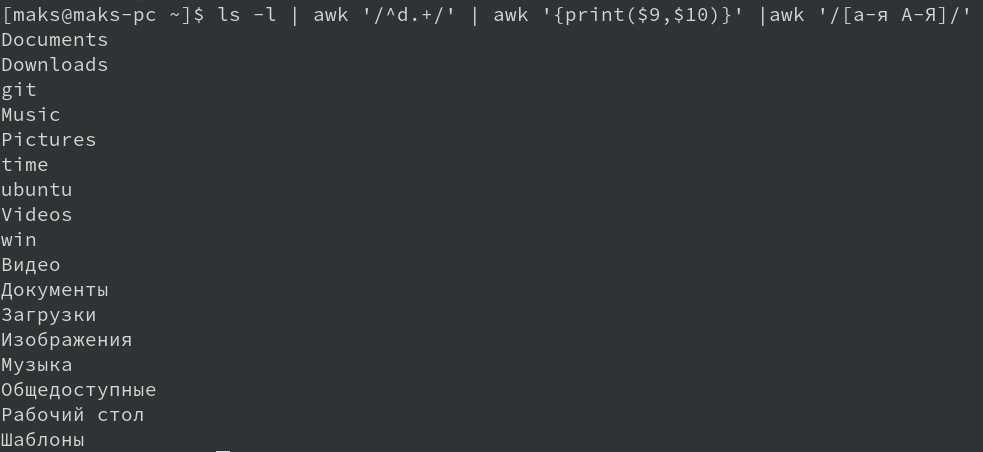 [maks@maks-pc ~]$ ls -l | awk '/^d.+/' | awk '{print($9,$10)}' |awk '/[а-я А-Я]/'
Documents
Downloads
git
Music
Pictures
time
ubuntu
Videos
win
Видео
Документы
Загрузки
Изображения
Музыка
Общедоступные
Рабочий стол
Шаблоны